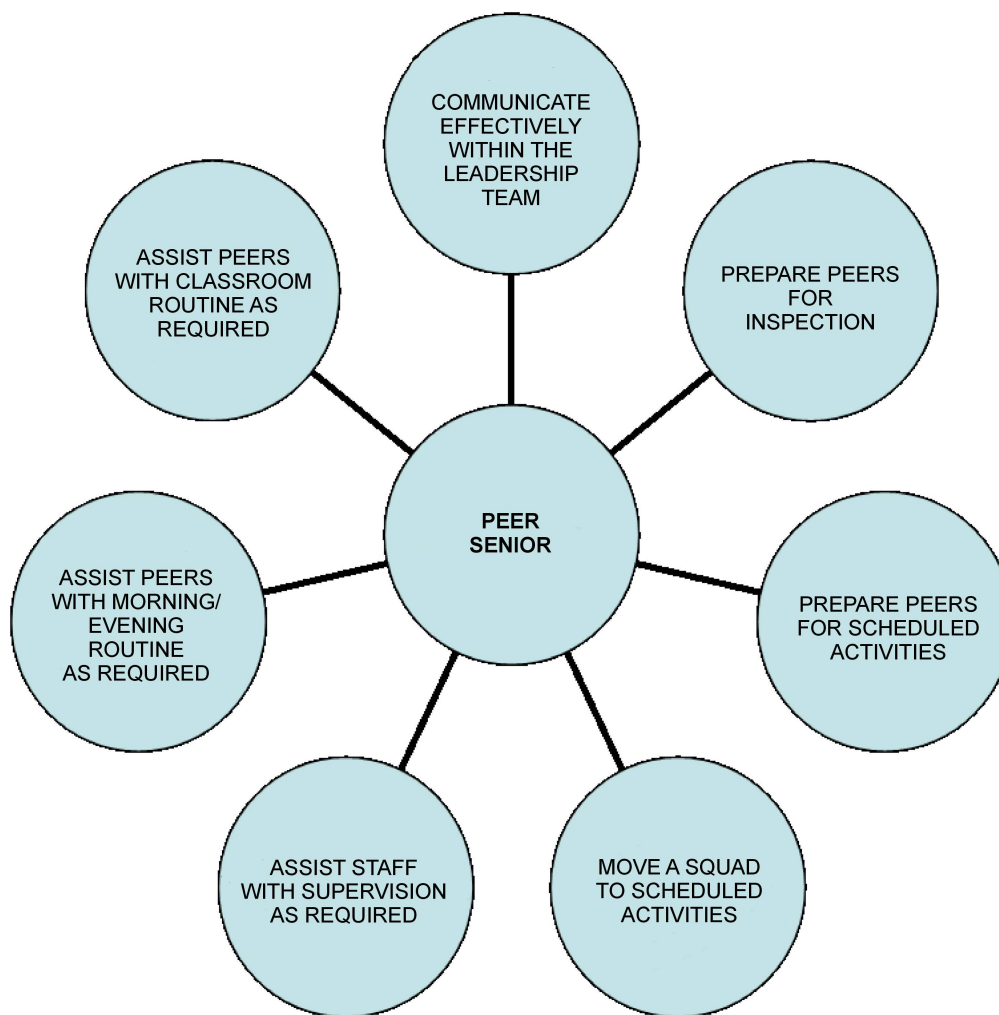 COMMUNICATE
EFFECTIVELY
WITHIN THE
LEADERSHIP
TEAM
PREPARE PEERS
FOR
INSPECTION
PREPARE PEERS
FOR SCHEDULED
ACTIVITIES
MOVE A SQUAD
TO SCHEDULED
ACTIVITIES
ASSIST STAFF
WITH SUPERVISION
AS REQUIRED
ASSIST PEERS
WITH MORNING/
EVENING
ROUTINE
AS REQUIRED
ASSIST PEERS
WITH CLASSROOM
ROUTINE AS
REQUIRED
PEER
SENIOR